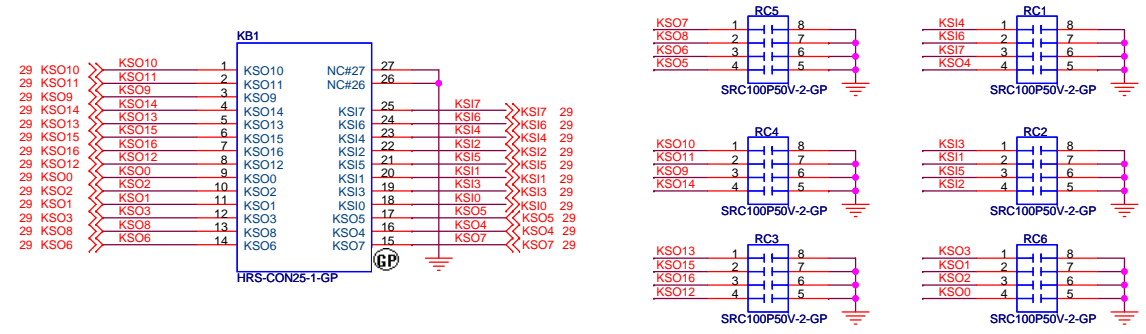 KB1
29 KSO10 KSO10 1 KSO10
29 KSO11 KSO11 2 KSO11
29 KSO9 KSO9 3 KSO9
29 KSO14 KSO14 4 KSO14
29 KSO13 KSO13 5 KSO13
29 KSO15 KSO15 6 KSO15
29 KSO16 KSO16 7 KSO16
29 KSO12 KSO12 8 KSO12
29 KSO0 KSO0 9 KSO0
29 KSO2 KSO2 10 KSO2
29 KSO1 KSO1 11 KSO1
29 KSO3 KSO3 12 KSO3
29 KSO8 KSO8 13 KSO8
29 KSO6 KSO6 14 KSO6
NC#27 27
NC#26 26
KSI7 25 KSI7 KSI7 29
KSI6 24 KSI6 KSI6 29
KSI4 23 KSI4 KSI4 29
KSI2 22 KSI2 KSI2 29
KSI5 21 KSI5 KSI5 29
KSI1 20 KSI1 KSI1 29
KSI3 19 KSI3 KSI3 29
KSI0 18 KSI0 KSI0 29
KSO5 17 KSO5 KSO5 29
KSO4 16 KSO4 KSO4 29
KSO7 15 KSO7 KSO7 29
GP
HRS-CON25-1-GP
RC5
KSO7 1 8
KSO8 2 7
KSO6 3 6
KSO5 4 5
SRC100P50V-2-GP
RC1
KSI4 1 8
KSI6 2 7
KSI7 3 6
KSO4 4 5
SRC100P50V-2-GP
RC4
KSO10 1 8
KSO11 2 7
KSO9 3 6
KSO14 4 5
SRC100P50V-2-GP
RC2
KSI3 1 8
KSI1 2 7
KSI5 3 6
KSI2 4 5
SRC100P50V-2-GP
RC3
KSO13 1 8
KSO15 2 7
KSO16 3 6
KSO12 4 5
SRC100P50V-2-GP
RC6
KSO3 1 8
KSO1 2 7
KSO2 3 6
KSO0 4 5
SRC100P50V-2-GP